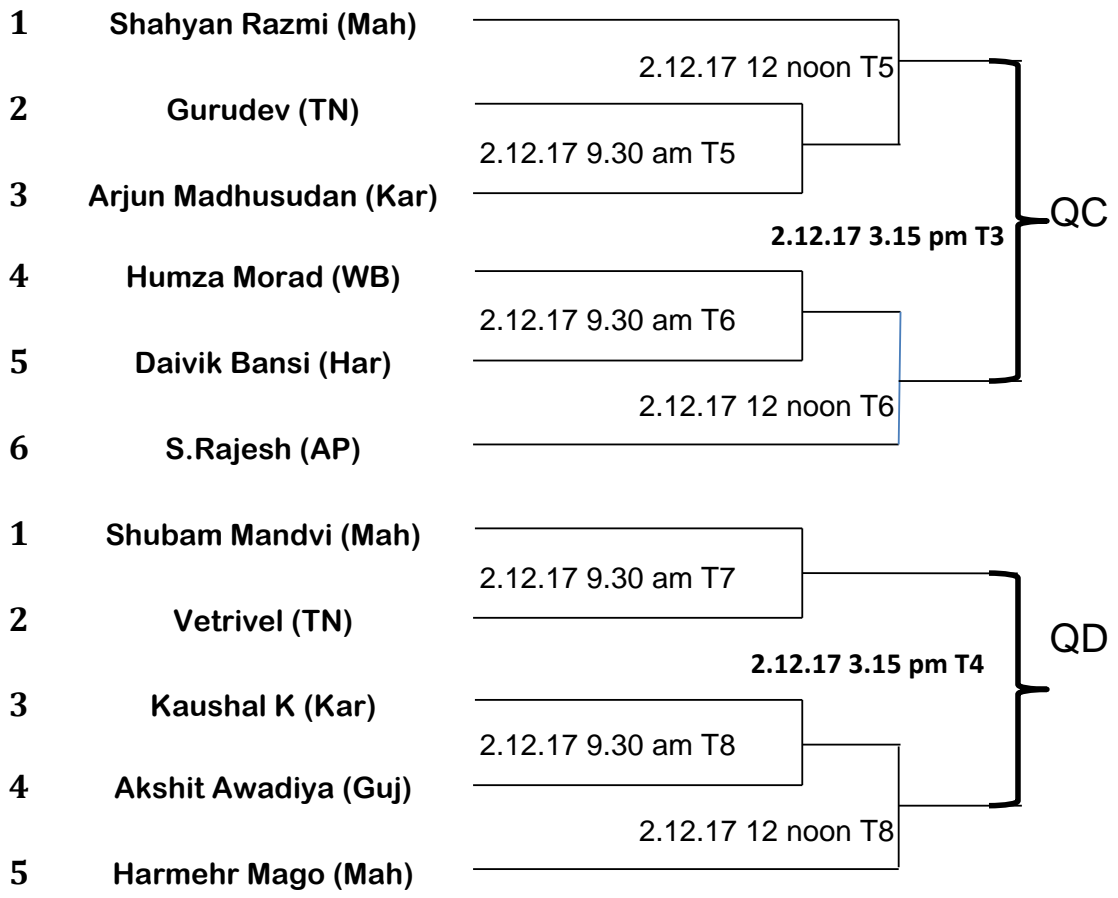 1 Shahyan Razmi (Mah)
2.12.17 12 noon T5
2 Gurudev (TN)
2.12.17 9.30 am T5
3 Arjun Madhusudan (Kar)
QC
2.12.17 3.15 pm T3
4 Humza Morad (WB)
2.12.17 9.30 am T6
5 Daivik Bansi (Har)
2.12.17 12 noon T6
6 S.Rajesh (AP)
1 Shubam Mandvi (Mah)
2.12.17 9.30 am T7
2 Vetrivel (TN)
QD
2.12.17 3.15 pm T4
3 Kaushal K (Kar)
2.12.17 9.30 am T8
4 Akshit Awadiya (Guj)
2.12.17 12 noon T8
5 Harmehr Mago (Mah)